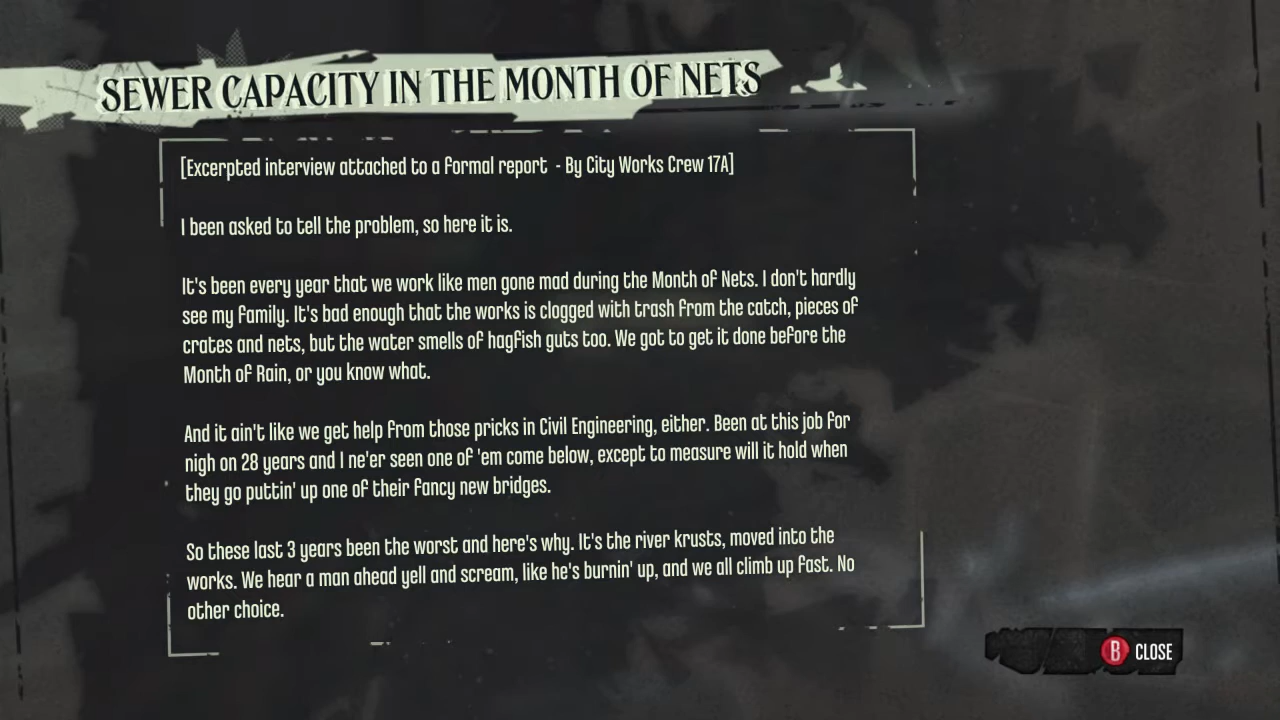 SEWER CAPACITY IN THE MONTH OF NETS
[Excerpted interview attached to a formal report - By City Works Crew 17A]
I been asked to tell the problem, so here it is.
It's been every year that we work like men gone mad during the Month of Nets. I don't hardly
see my family. It's bad enough that the works is clogged with trash from the catch, pieces of
crates and nets, but the water smells of hagfish guts too. We got to get it done before the
Month of Rain, or you know what.
And it ain't like we get help from those pricks in Civil Engineering, either. Been at this job for
nigh on 28 years and I ne'er seen one of 'em come below, except to measure will it hold when
they go puttin' up one of their fancy new bridges.
So these last 3 years been the worst and here's why. It's the river krusts, moved into the
works. We hear a man ahead yell and scream, like he's burnin' up, and we all climb up fast. No
other choice.
B CLOSE